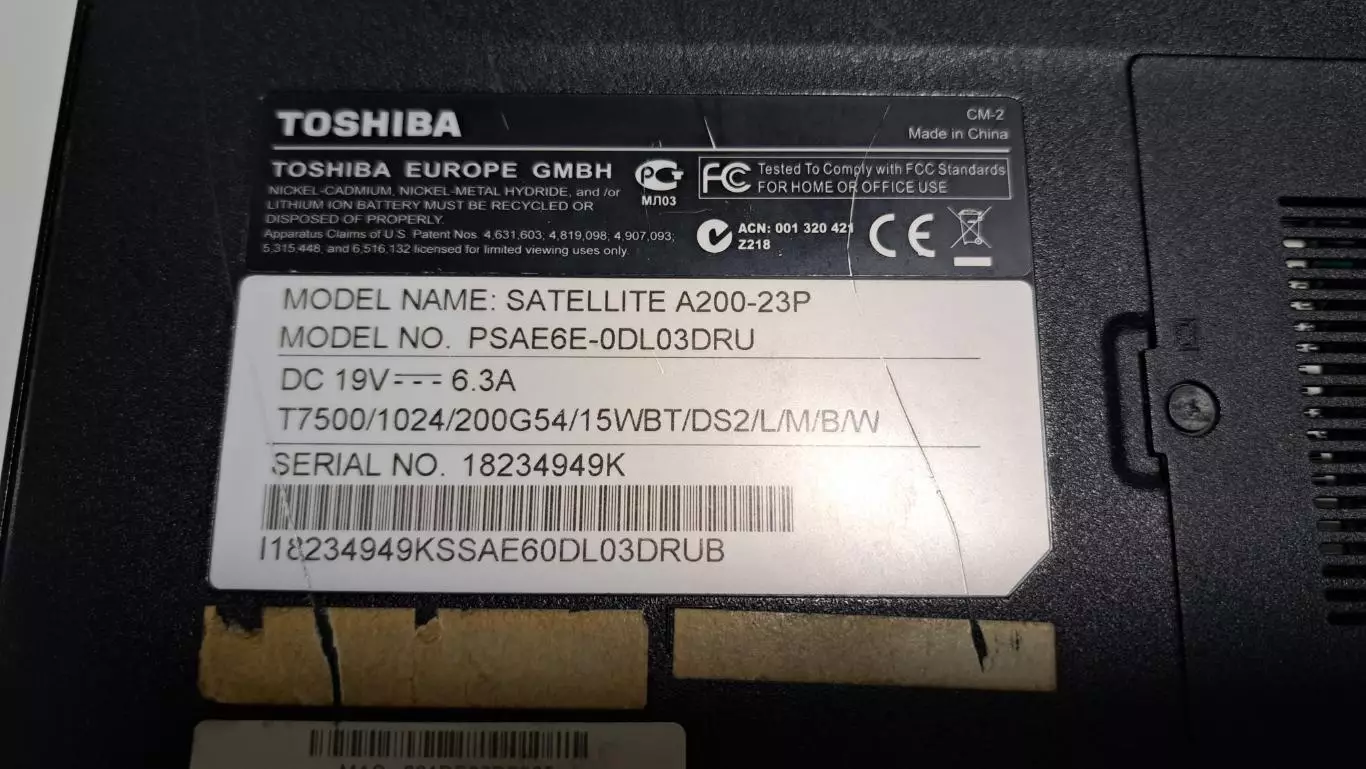 TOSHIBA
CM-2
Made in China
TOSHIBA EUROPE GMBH
NICKEL-CADMIUM, NICKEL-METAL HYDRIDE, and /or
LITHIUM ION BATTERY MUST BE RECYCLED OR
DISPOSED OF PROPERLY.
Apparatus Claims of U.S. Patent Nos. 4,631,603; 4,819,098; 4,907,093;
5,315,448, and 6,516,132 licensed for limited viewing uses only.
РСТ
МЛ03
FC Tested To Comply with FCC Standards
FOR HOME OR OFFICE USE
ACN: 001 320 421
Z218
CE
MODEL NAME: SATELLITE A200-23P
MODEL NO. PSAE6E-0DL03DRU
DC 19V 6.3A
T7500/1024/200G54/15WBT/DS2/L/M/B/W
SERIAL NO. 18234949K
I18234949KSSAE60DL03DRUB